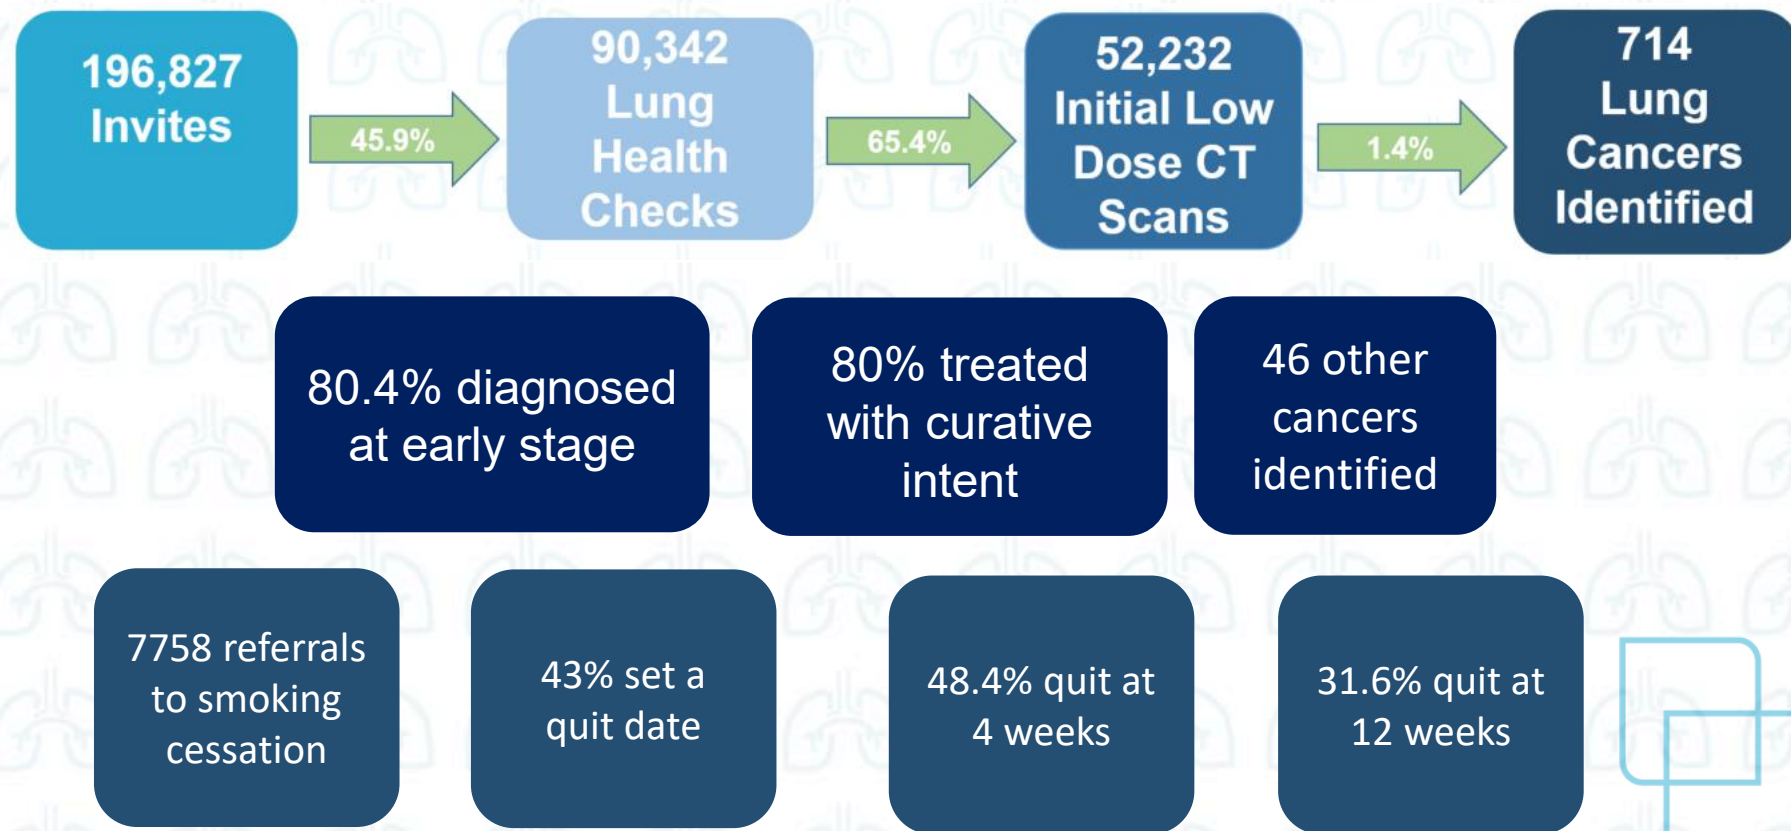 196,827
Invites
45.9%
90,342
Lung
Health
Checks
65.4%
52,232
Initial Low
Dose CT
Scans
1.4%
714
Lung
Cancers
Identified
80.4% diagnosed
at early stage
80% treated
with curative
intent
46 other
cancers
identified
7758 referrals
to smoking
cessation
43% set a
quit date
48.4% quit at
4 weeks
31.6% quit at
12 weeks